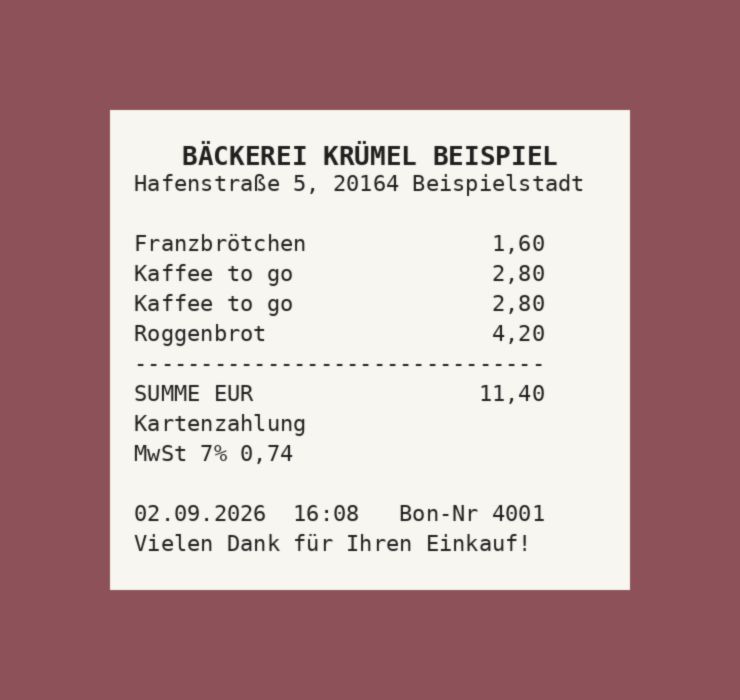 BÄCKEREI KRÜMEL BEISPIEL
Hafenstraße 5, 20164 Beispielstadt
Franzbrötchen 1,60
Kaffee to go 2,80
Kaffee to go 2,80
Roggenbrot 4,20
-------------------------------
SUMME EUR 11,40
Kartenzahlung
MwSt 7% 0,74
02.09.2026 16:08 Bon-Nr 4001
Vielen Dank für Ihren Einkauf!